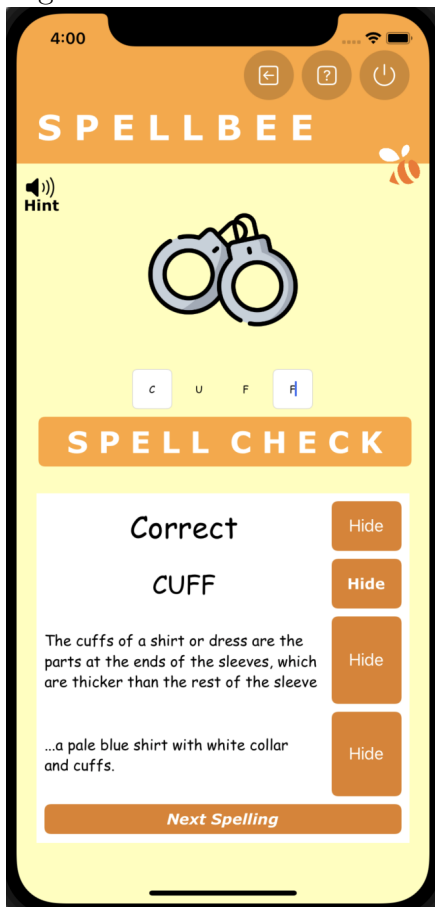 4:00
SPELLBEE
Hint
C U F F
SPELL CHECK
Correct
Hide
CUFF
Hide
The cuffs of a shirt or dress are the
parts at the ends of the sleeves, which
are thicker than the rest of the sleeve
Hide
...a pale blue shirt with white collar
and cuffs.
Hide
Next Spelling